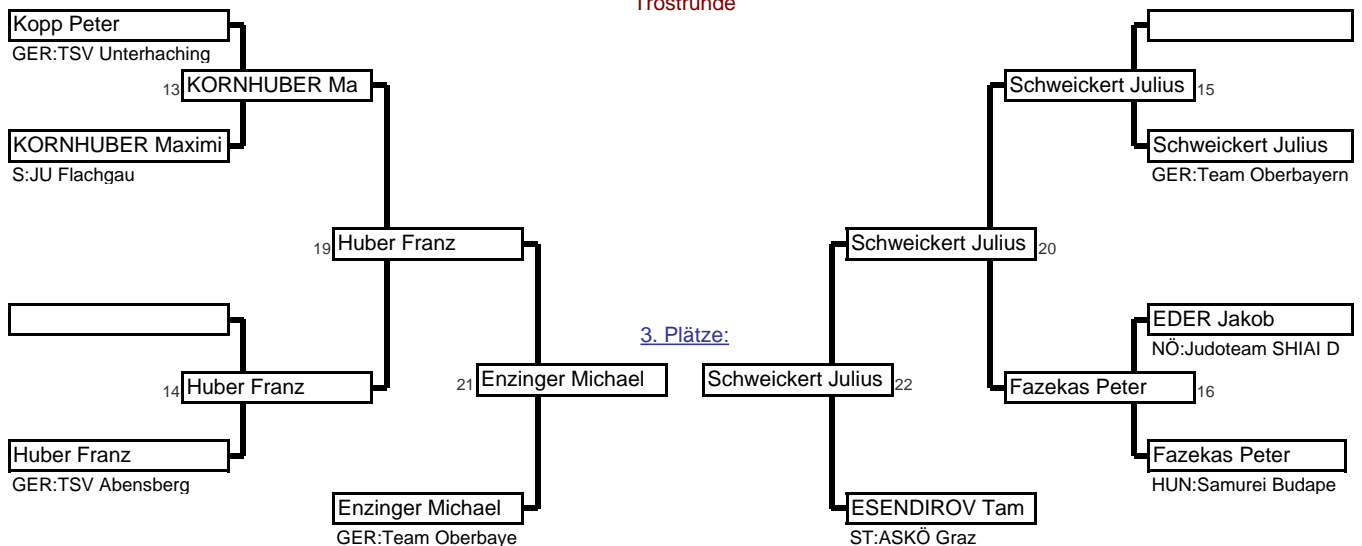 Trostrunde
Kopp Peter
GER:TSV Unterhaching
13 KORNHUBER Ma
Schweickert Julius 15
KORNHUBER Maximi
S:JU Flachgau
Schweickert Julius
GER:Team Oberbayern
19 Huber Franz
Schweickert Julius 20
EDER Jakob
NÖ:Judoteam SHIAI D
3. Plätze:
14 Huber Franz
21 Enzinger Michael
Schweickert Julius 22
Fazekas Peter 16
Huber Franz
GER:TSV Abensberg
Fazekas Peter
HUN:Samurei Budape
Enzinger Michael
GER:Team Oberbaye
ESENDIROV Tam
ST:ASKÖ Graz